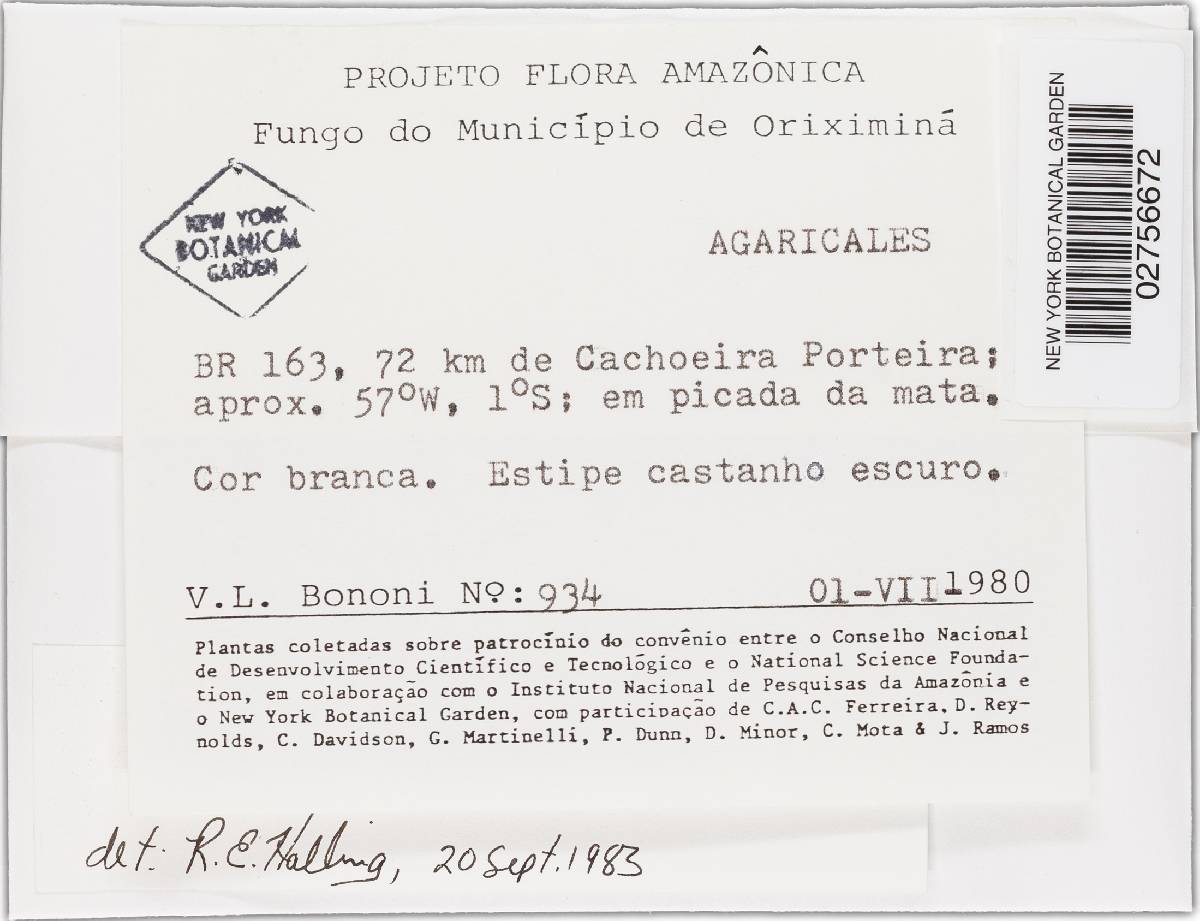 PROJETO FLORA AMAZÔNICA
Fungo do Município de Oriximiná
NEW YORK
BOTANICAL
GARDEN
AGARICALES
NEW YORK BOTANICAL GARDEN
02756672
BR 163, 72 km de Cachoeira Porteira;
aprox. 57ºW, 1ºS; em picada da mata.
Cor branca. Estipe castanho escuro.
V.L. Bononi Nº: 934 01-VII 1980
Plantas coletadas sobre patrocínio do convênio entre o Conselho Nacional
de Desenvolvimento Científico e Tecnológico e o National Science Founda-
tion, em colaboração com o Instituto Nacional de Pesquisas da Amazônia e
o New York Botanical Garden, com participação de C.A.C. Ferreira, D. Rey-
nolds, C. Davidson, G. Martinelli, P. Dunn, D. Minor, C. Mota & J. Ramos
det: R.E. Halling, 20 Sept. 1983